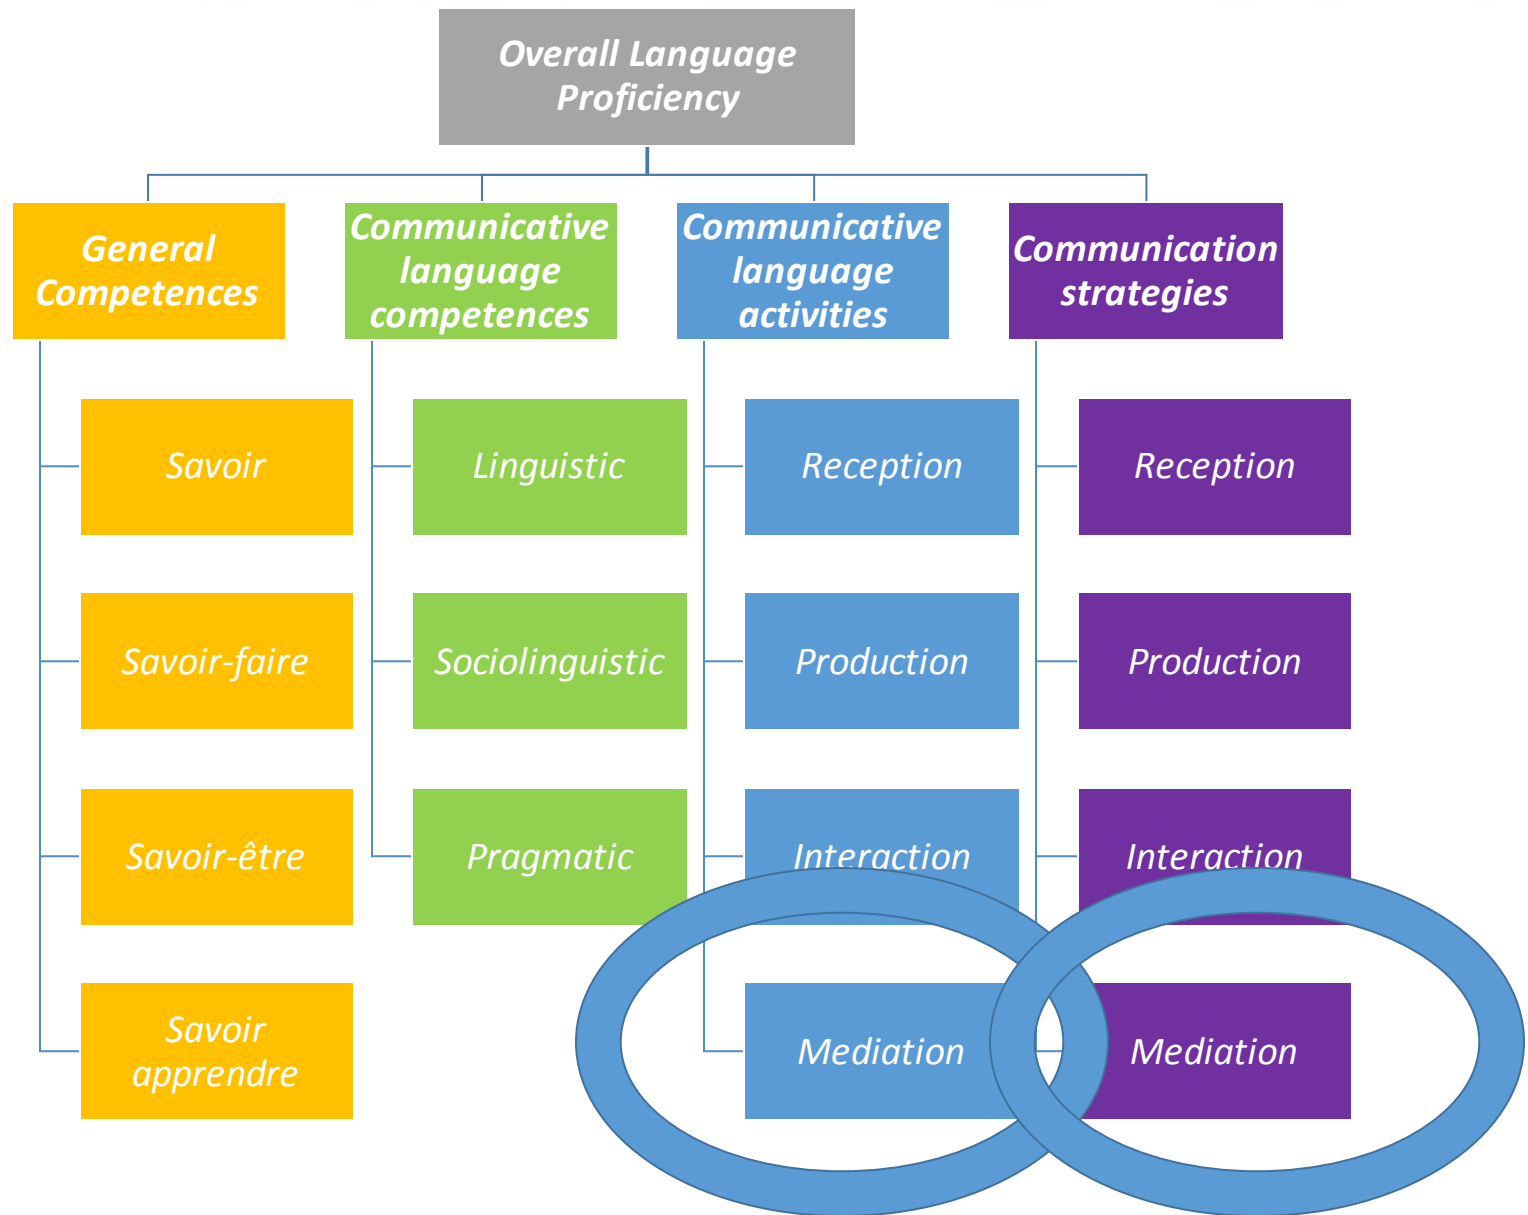 Overall Language
Proficiency
General
Competences
Communicative
language
competences
Communicative
language
activities
Communication
strategies
Savoir
Linguistic
Reception
Reception
Savoir-faire
Sociolinguistic
Production
Production
Savoir-être
Pragmatic
Interaction
Interaction
Savoir
apprendre
Mediation
Mediation